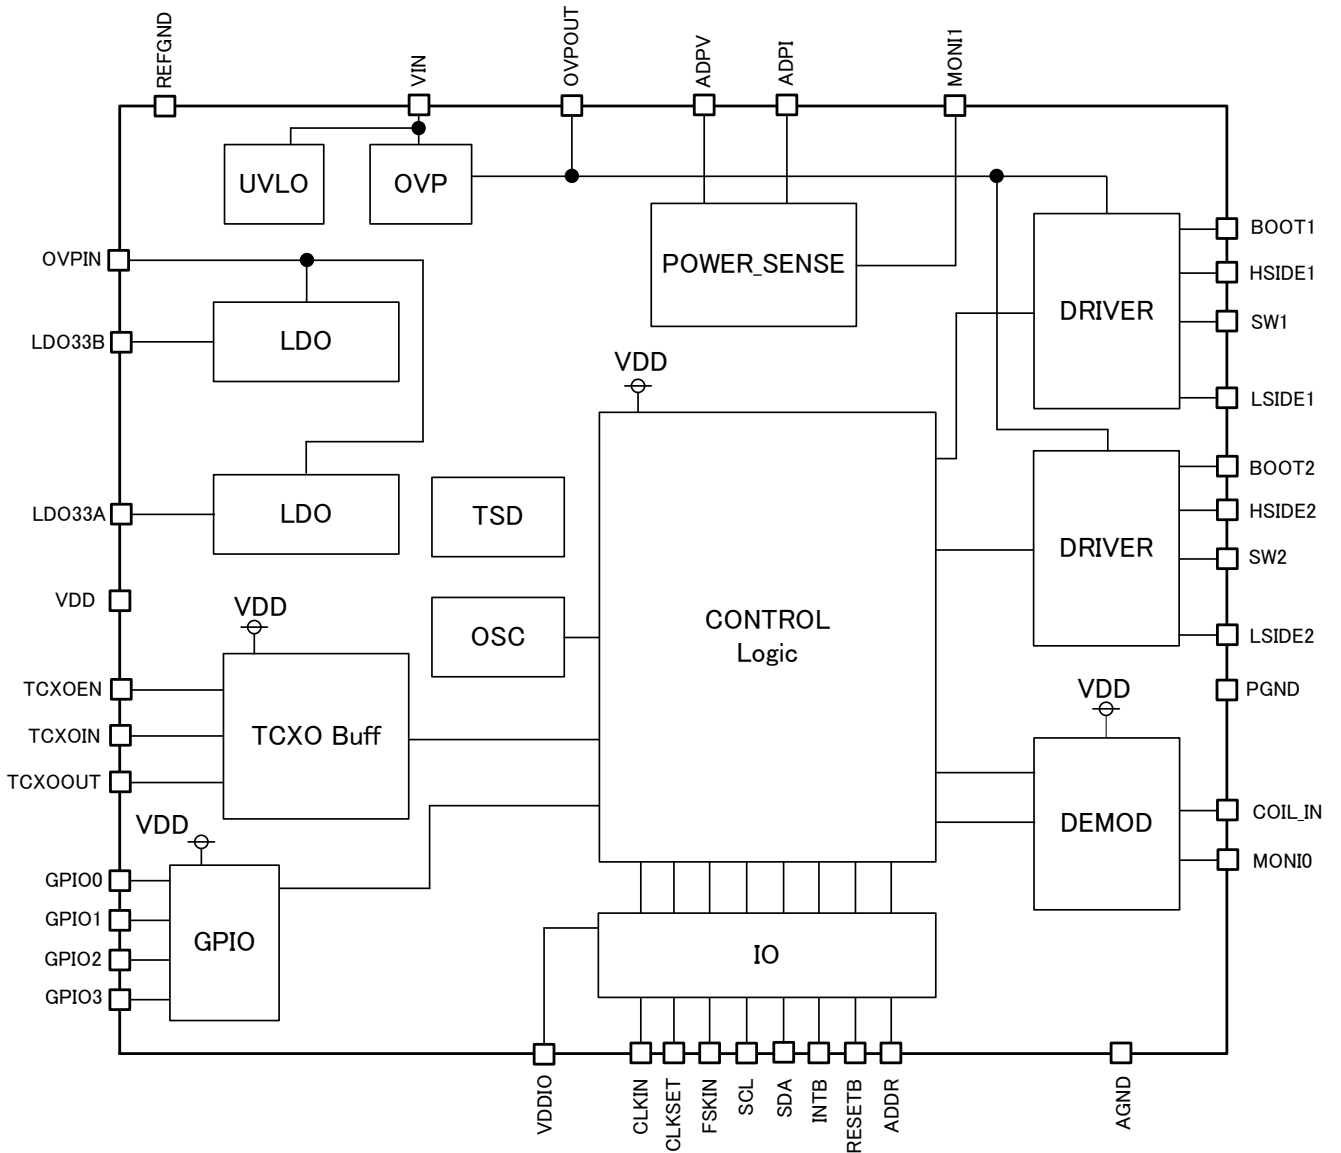 REFGND
VIN
OVPOUT
ADPV
ADPI
MONI1
UVLO
OVP
POWER_SENSE
BOOT1
HSIDE1
SW1
LSIDE1
DRIVER
OVPIN
LDO33B
LDO
VDD
LDO33A
LDO
TSD
OSC
CONTROL
Logic
BOOT2
HSIDE2
SW2
LSIDE2
DRIVER
VDD
VDD
TCXOEN
TCXOIN
TCXOOUT
TCXO Buff
PGND
VDD
DEMOD
COIL_IN
MONI0
VDD
GPIO0
GPIO1
GPIO2
GPIO3
GPIO
IO
VDDIO
CLKIN
CLKSET
FSKIN
SCL
SDA
INTB
RESETB
ADDR
AGND